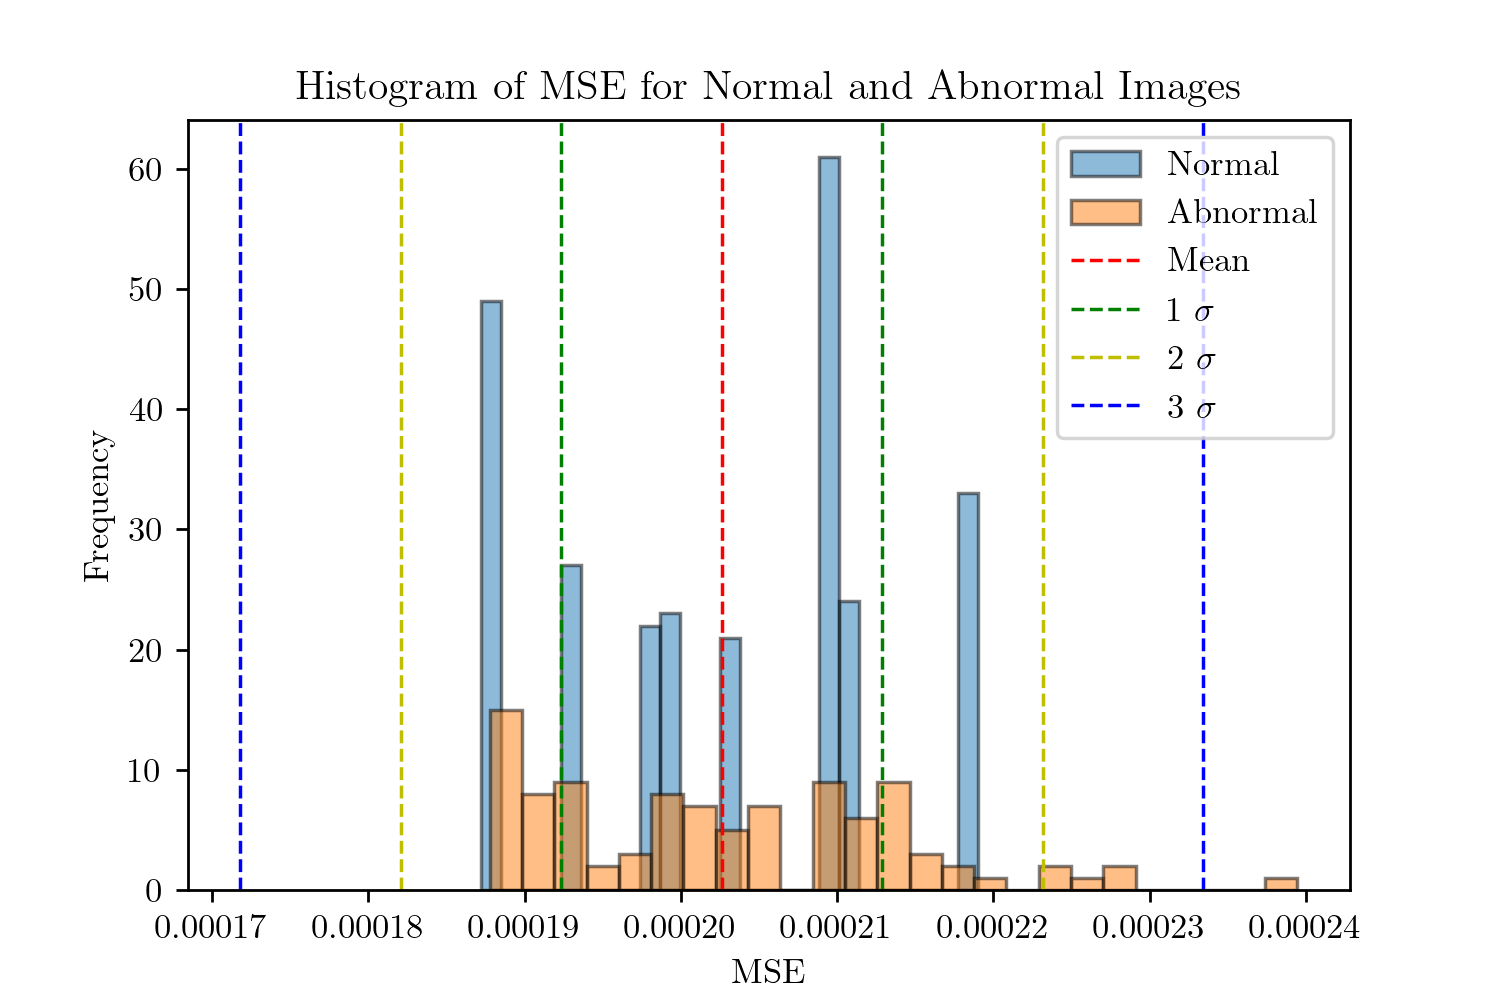 Histogram of MSE for Normal and Abnormal Images
Normal
Abnormal
Mean
1 σ
2 σ
3 σ
Frequency
60
50
40
30
20
10
0
0.00017 0.00018 0.00019 0.00020 0.00021 0.00022 0.00023 0.00024
MSE